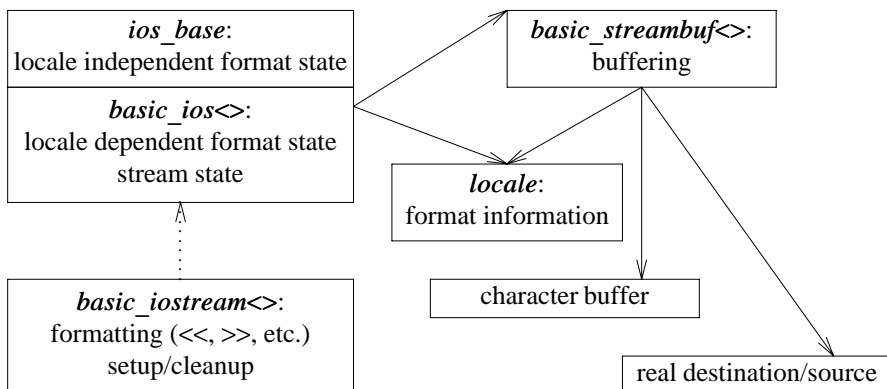 ios_base:
locale independent format state
basic_ios<>:
locale dependent format state
stream state
basic_streambuf<>:
buffering
locale:
format information
character buffer
basic_iostream<>:
formatting (<<, >>, etc.)
setup/cleanup
real destination/source